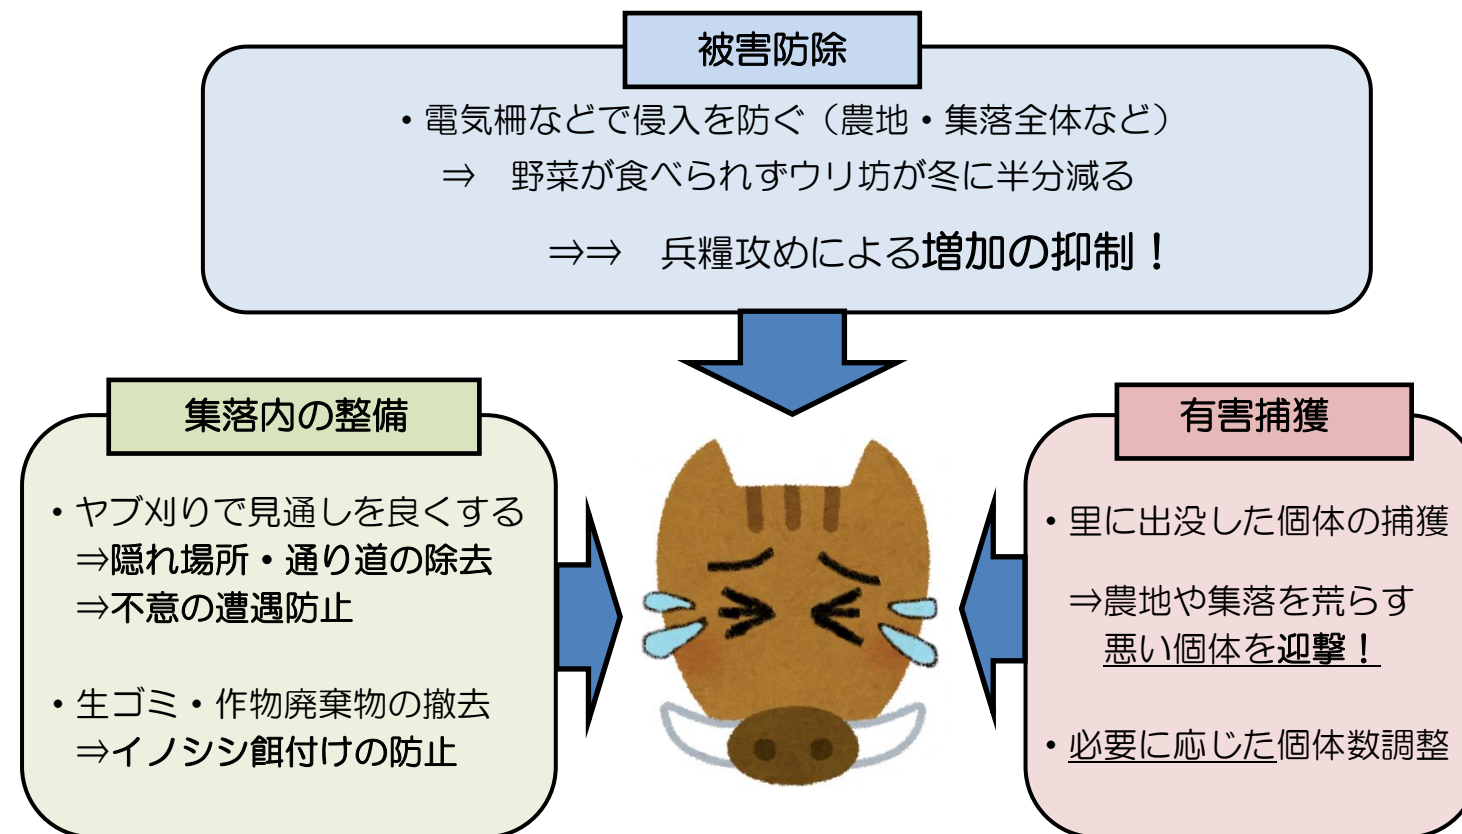 被害防除
・電気柵などで侵入を防ぐ（農地・集落全体など）
⇒　野菜が食べられずウリ坊が冬に半分減る
⇒⇒　兵糧攻めによる増加の抑制！
集落内の整備
・ヤブ刈りで見通しを良くする
⇒隠れ場所・通り道の除去
⇒不意の遭遇防止
・生ゴミ・作物廃棄物の撤去
⇒イノシシ餌付けの防止
有害捕獲
・里に出没した個体の捕獲
⇒農地や集落を荒らす
悪い個体を迎撃！
・必要に応じた個体数調整